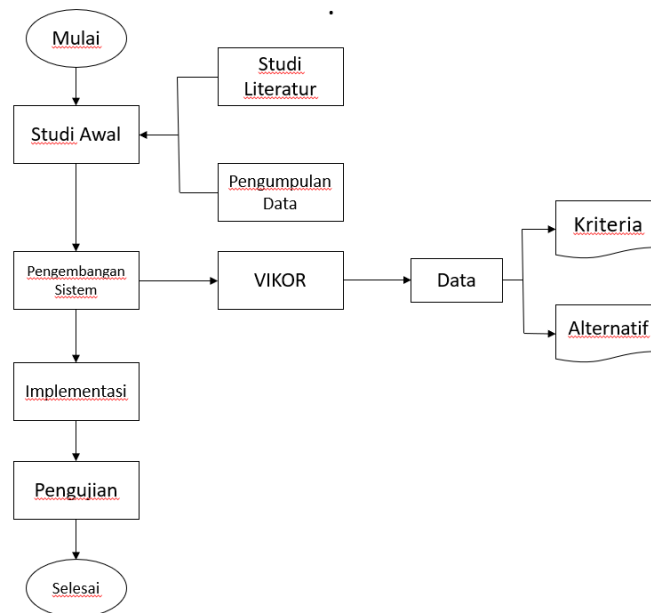 Mulai
Studi
Literatur
Studi Awal
Pengumpulan
Data
Kriteria
Pengembangan
Sistem
VIKOR
Data
Alternatif
Implementasi
Pengujian
Selesai